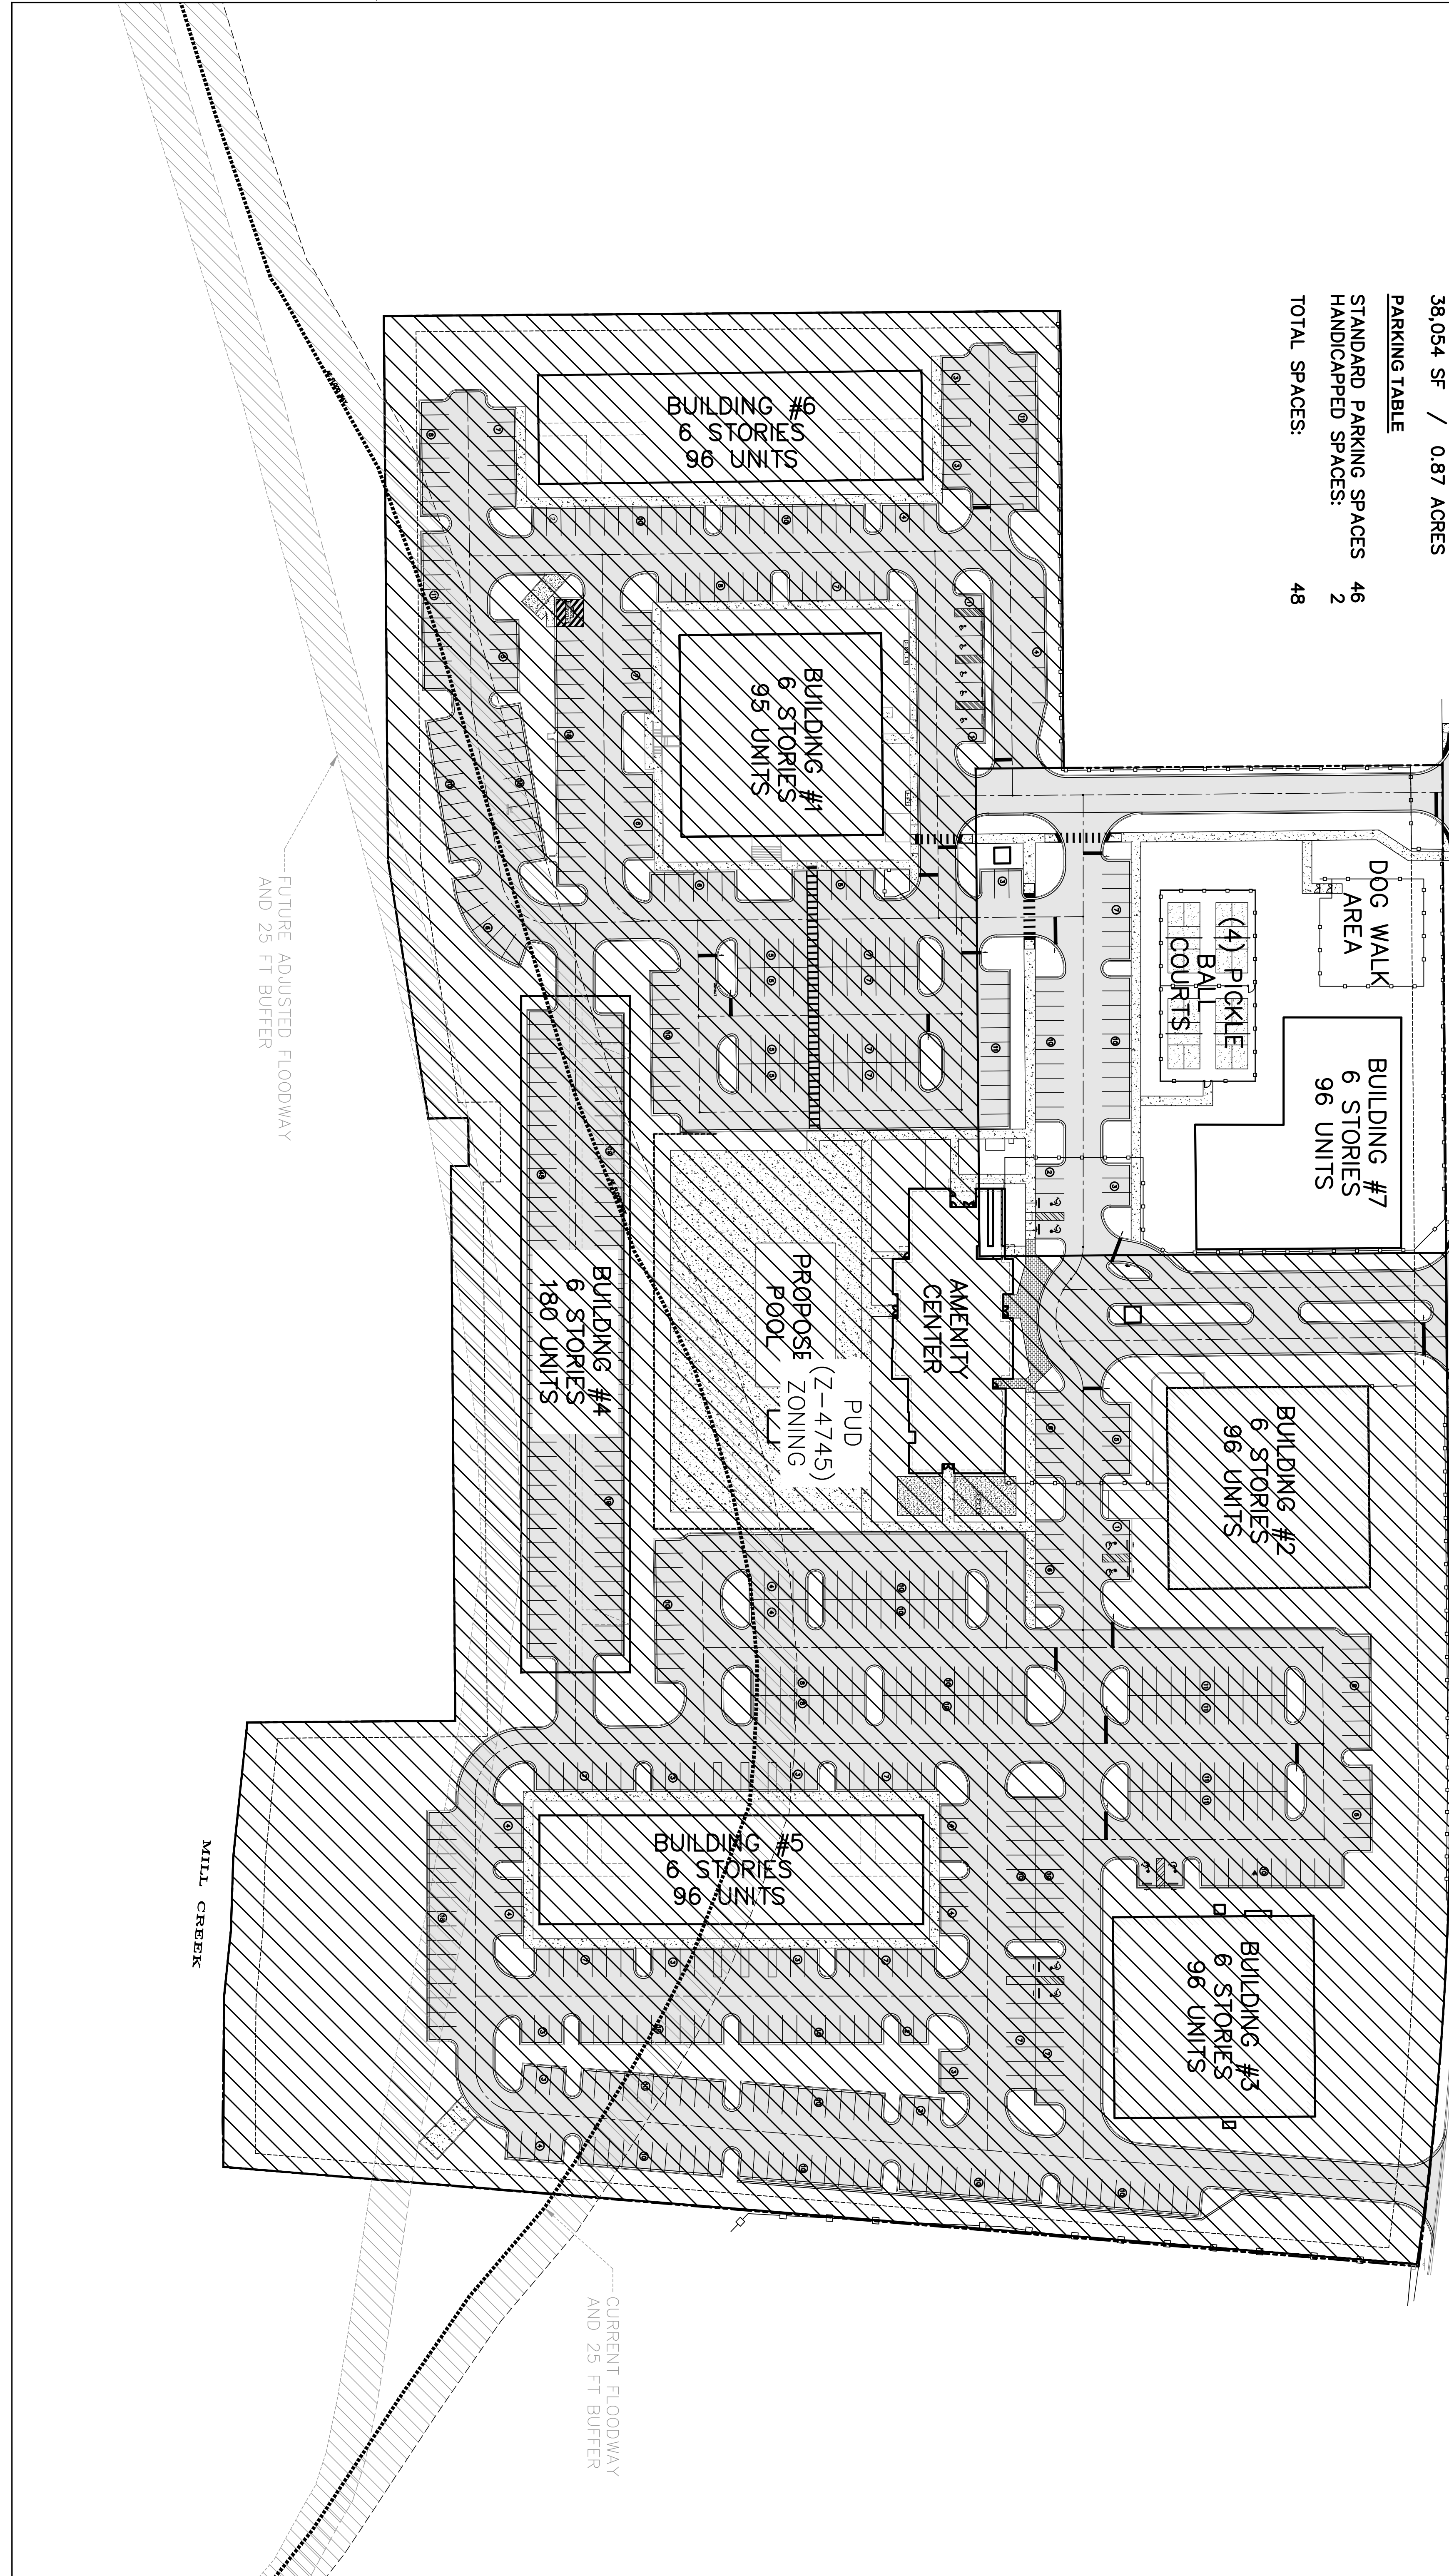 38,054 SF / 0.87 ACRES
PARKING TABLE
STANDARD PARKING SPACES 46
HANDICAPPED SPACES: 2
TOTAL SPACES: 48
DOG WALK
AREA
(4) PICKLE
BALL
COURTS
BUILDING #7
6 STORIES
96 UNITS
BUILDING #6
6 STORIES
96 UNITS
BUILDING #1
6 STORIES
95 UNITS
AMENITY
CENTER
PROPOSE
POOL
PUD
(Z-4745)
ZONING
BUILDING #2
6 STORIES
96 UNITS
BUILDING #4
6 STORIES
180 UNITS
BUILDING #5
6 STORIES
96 UNITS
BUILDING #3
6 STORIES
96 UNITS
FUTURE ADJUSTED FLOODWAY
AND 25 FT BUFFER
MILL CREEK
CURRENT FLOODWAY
AND 25 FT BUFFER